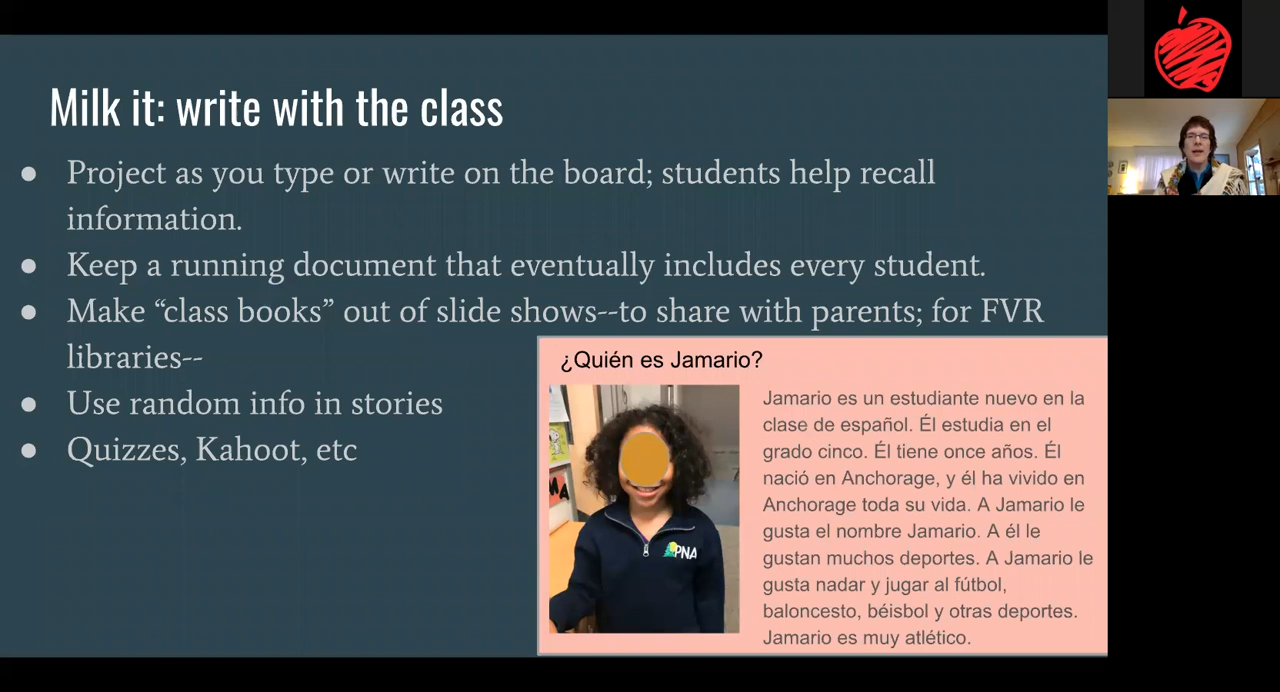 Milk it: write with the class
● Project as you type or write on the board; students help recall
information.
● Keep a running document that eventually includes every student.
● Make “class books” out of slide shows--to share with parents; for FVR
libraries--
● Use random info in stories
● Quizzes, Kahoot, etc
¿Quién es Jamario?
PNA
Jamario es un estudiante nuevo en la
clase de español. Él estudia en el
grado cinco. Él tiene once años. Él
nació en Anchorage, y él ha vivido en
Anchorage toda su vida. A Jamario le
gusta el nombre Jamario. A él le
gustan muchos deportes. A Jamario le
gusta nadar y jugar al fútbol,
baloncesto, béisbol y otras deportes.
Jamario es muy atlético.